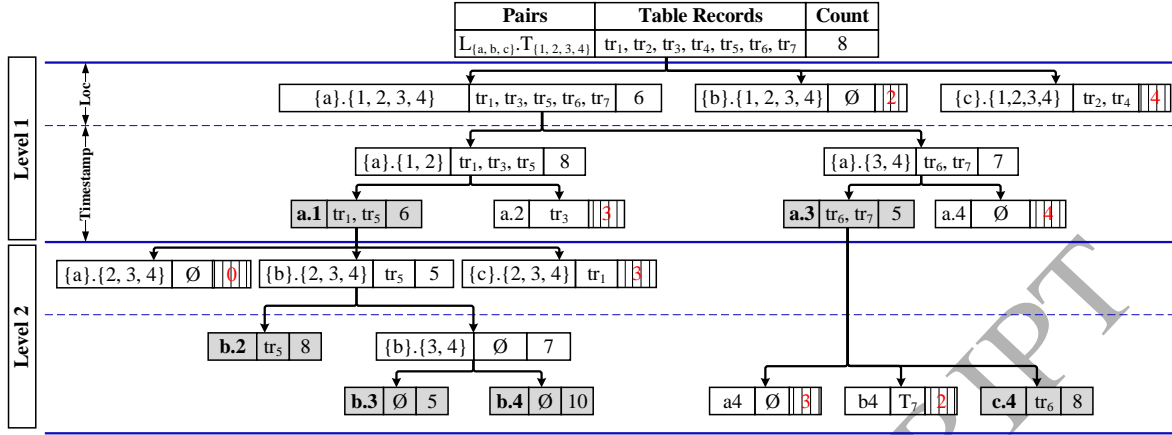 Pairs Table Records Count
L{a, b, c}.T{1, 2, 3, 4} tr1, tr2, tr3, tr4, tr5, tr6, tr7 8
Level 1
Loc
{a}.{1, 2, 3, 4} tr1, tr3, tr5, tr6, tr7 6
{b}.{1, 2, 3, 4} Ø 2
{c}.{1,2,3,4} tr2, tr4 4
Timestamp
{a}.{1, 2} tr1, tr3, tr5 8
{a}.{3, 4} tr6, tr7 7
a.1 tr1, tr5 6
a.2 tr3 3
a.3 tr6, tr7 5
a.4 Ø 4
Level 2
{a}.{2, 3, 4} Ø 0
{b}.{2, 3, 4} tr5 5
{c}.{2, 3, 4} tr1 3
b.2 tr5 8
{b}.{3, 4} Ø 7
b.3 Ø 5
b.4 Ø 10
a4 Ø 3
b4 T7 2
c.4 tr6 8